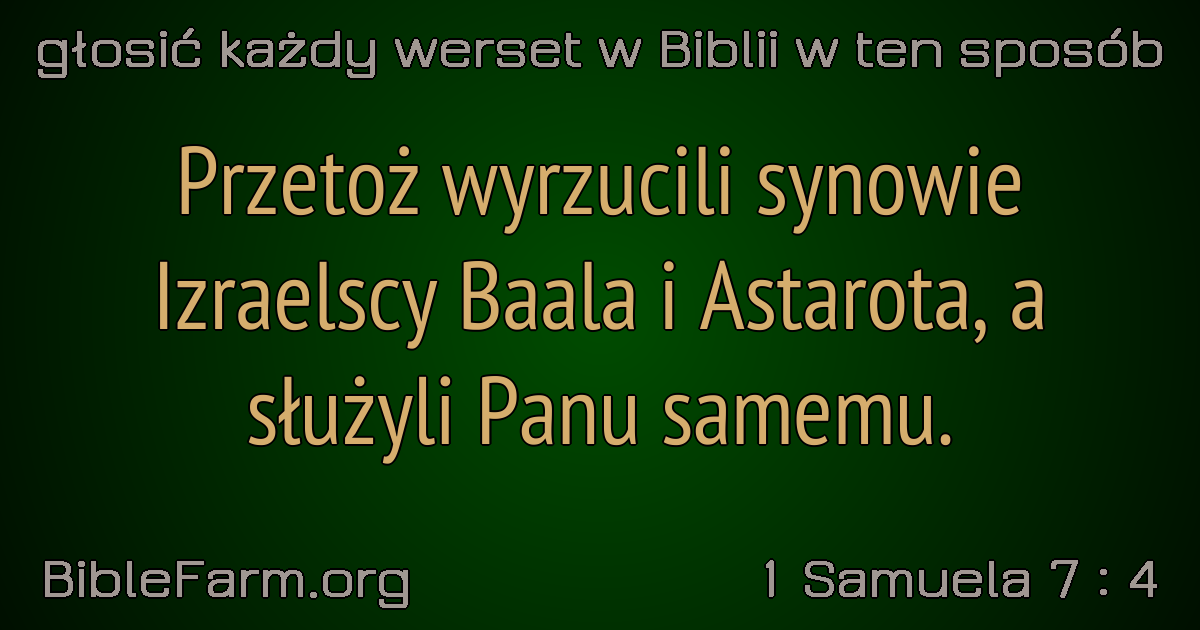 głosić każdy werset w Biblii w ten sposób
Przetoż wyrzucili synowie
Izraelscy Baala i Astarota, a
służyli Panu samemu.
BibleFarm.org
1 Samuela 7 : 4